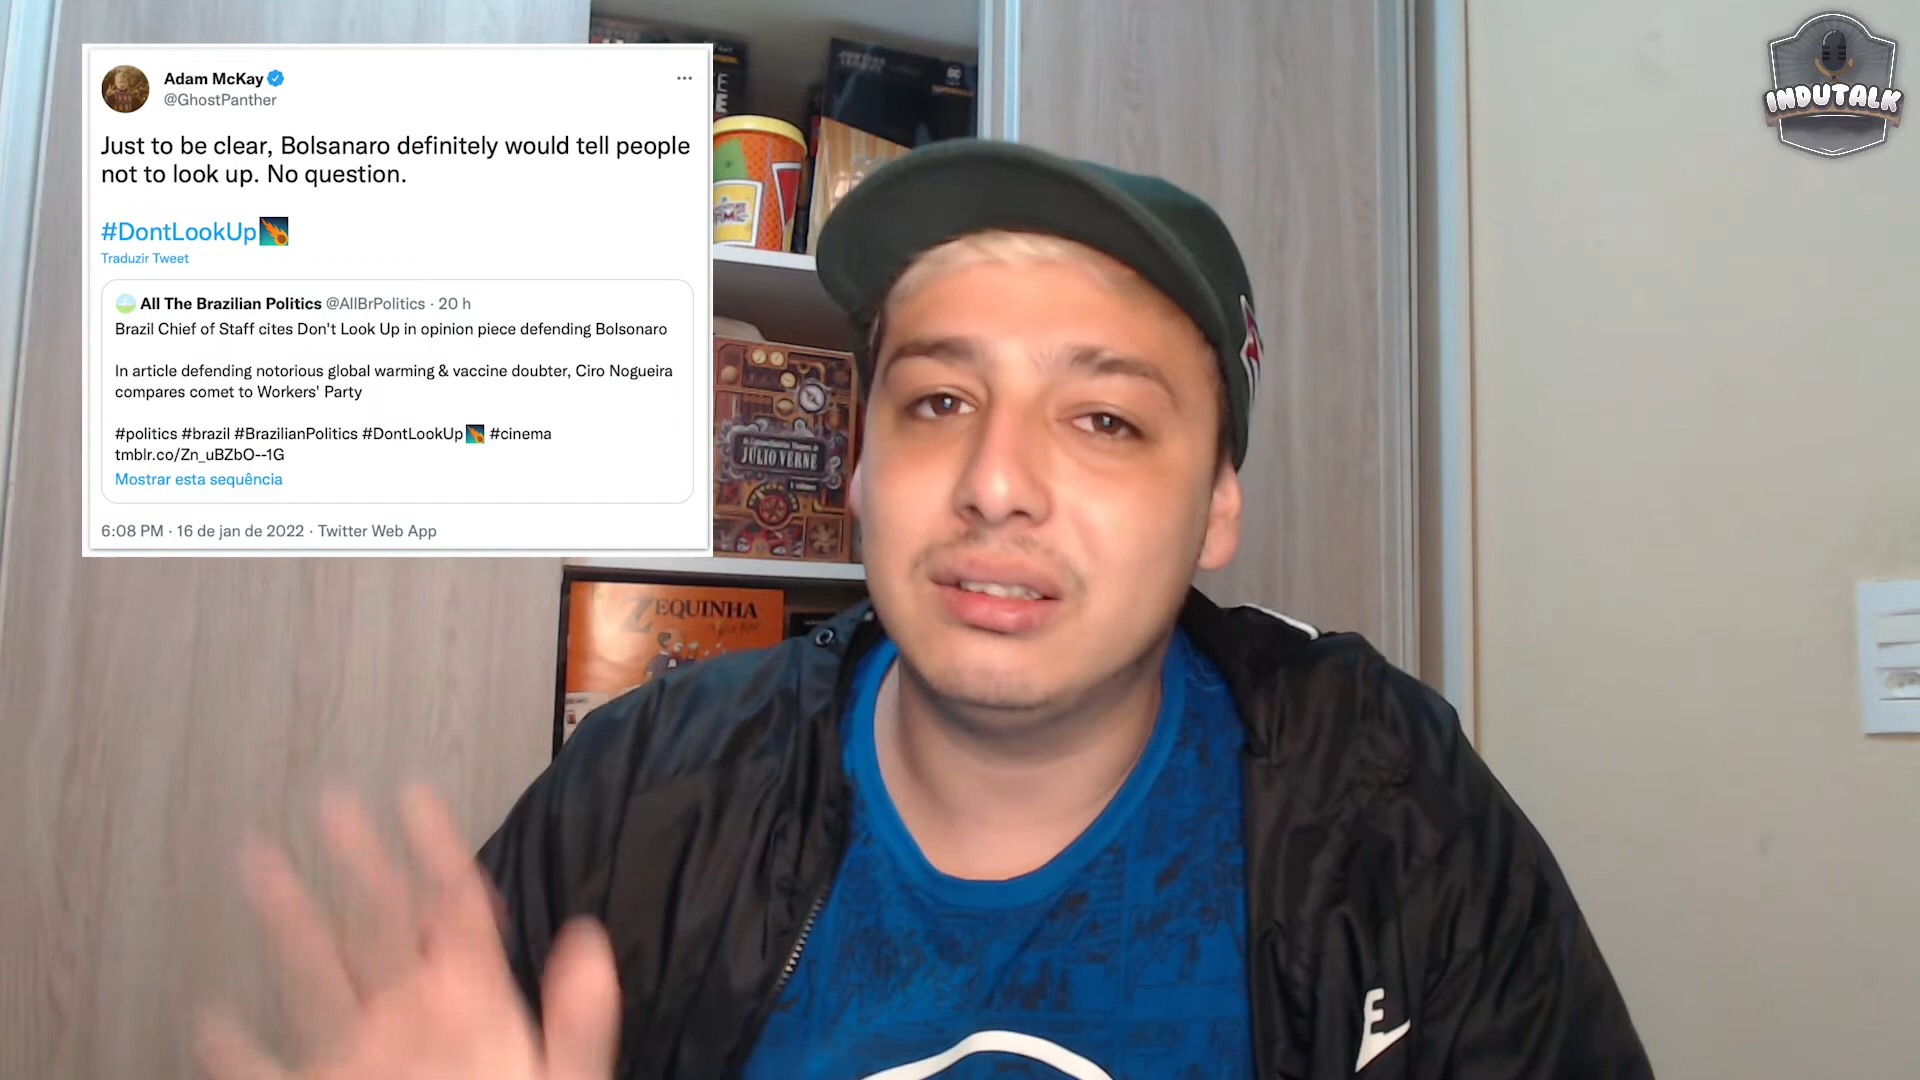 Adam McKay
@GhostPanther
Just to be clear, Bolsanaro definitely would tell people
not to look up. No question.
#DontLookUp
Traduzir Tweet
All The Brazilian Politics @AllBrPolitics · 20 h
Brazil Chief of Staff cites Don't Look Up in opinion piece defending Bolsonaro
In article defending notorious global warming & vaccine doubter, Ciro Nogueira
compares comet to Workers' Party
#politics #brazil #BrazilianPolitics #DontLookUp #cinema
tmblr.co/Zn_uBZbO--1G
Mostrar esta sequência
6:08 PM · 16 de jan de 2022 · Twitter Web App
INDUTALK
JÚLIO VERNE
ZEQUINHA